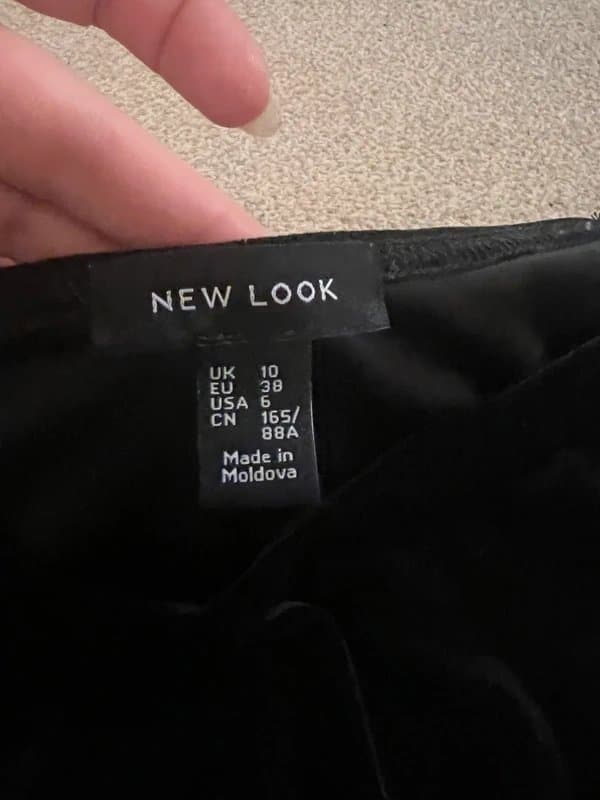 NEW LOOK
UK 10
EU 38
USA 6
CN 165/
88A
Made in
Moldova